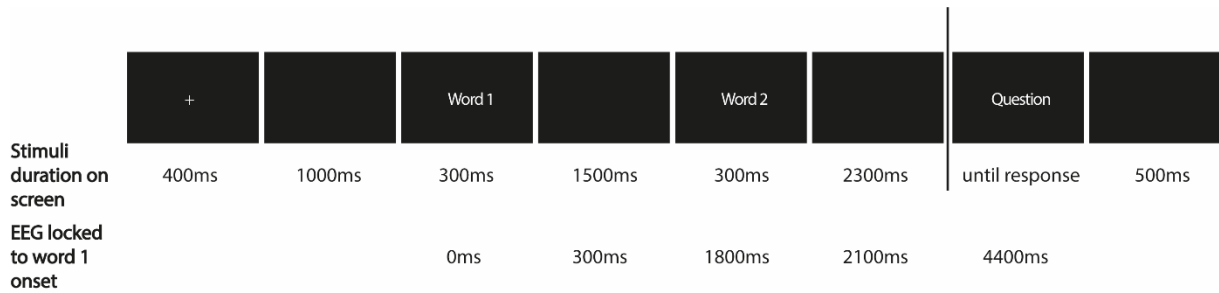 + Word 1 Word 2 Question
Stimuli
duration on 400ms 1000ms 300ms 1500ms 300ms 2300ms until response 500ms
screen
EEG locked
to word 1 0ms 300ms 1800ms 2100ms 4400ms
onset